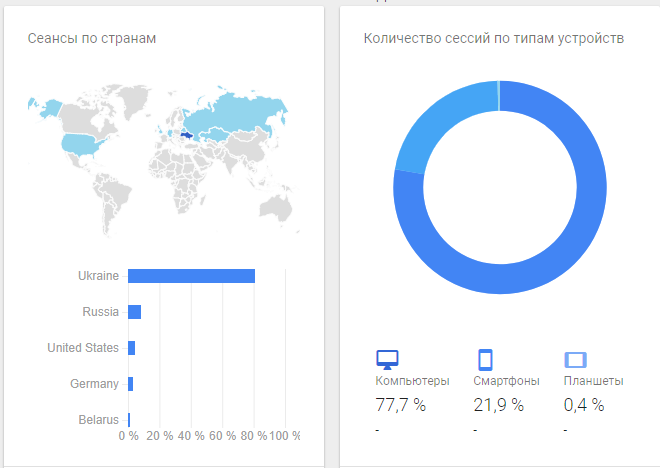 Сеансы по странам
Ukraine
Russia
United States
Germany
Belarus
0 % 20 % 40 % 60 % 80 % 100 %
Количество сессий по типам устройств
Компьютеры Смартфоны Планшеты
77,7 % 21,9 % 0,4 %
- - -